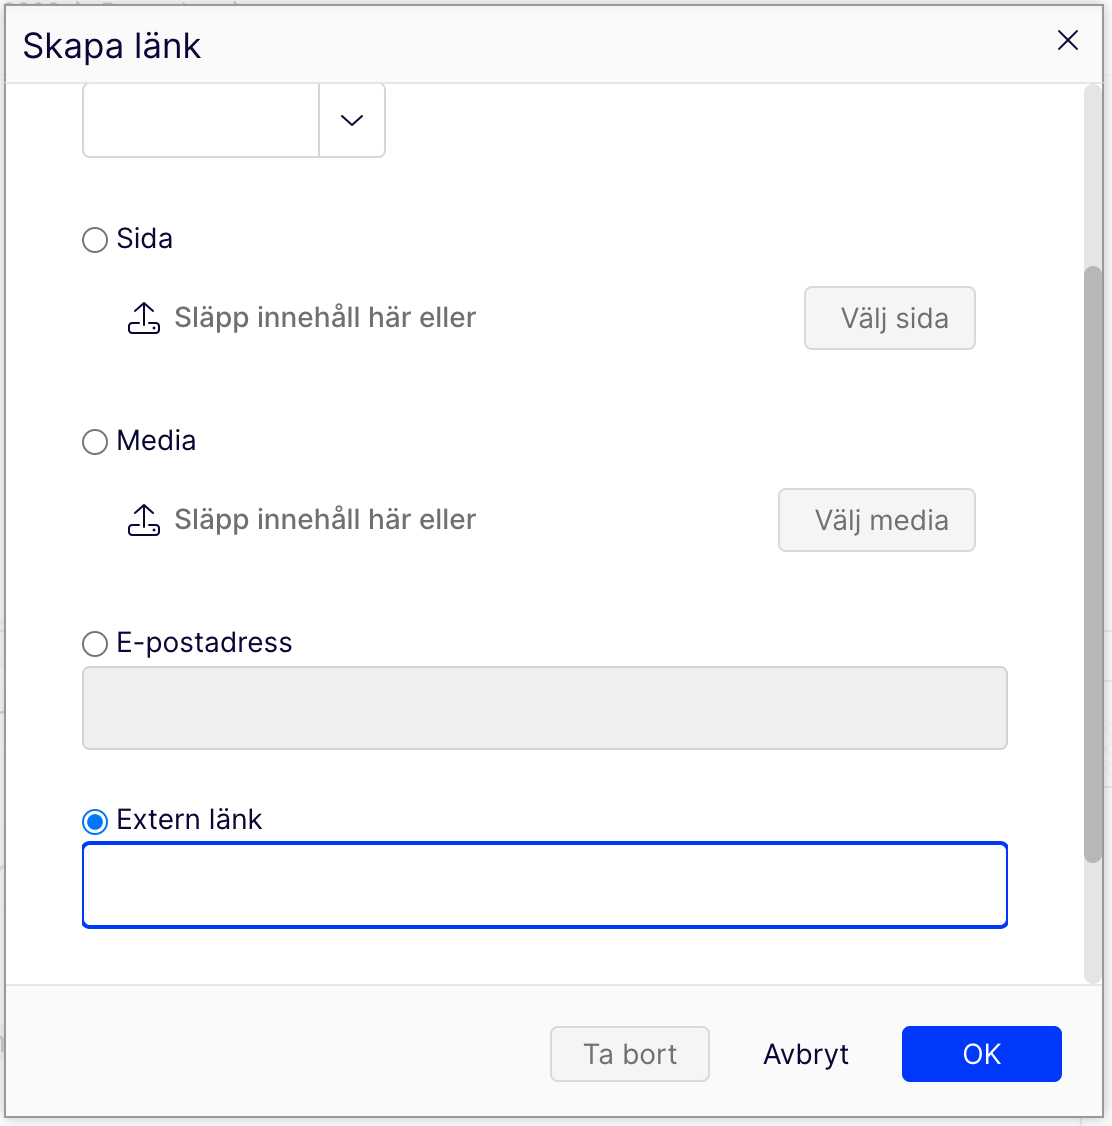 Skapa länk
Sida
Släpp innehåll här eller
Välj sida
Media
Släpp innehåll här eller
Välj media
E-postadress
Extern länk
Ta bort
Avbryt
OK